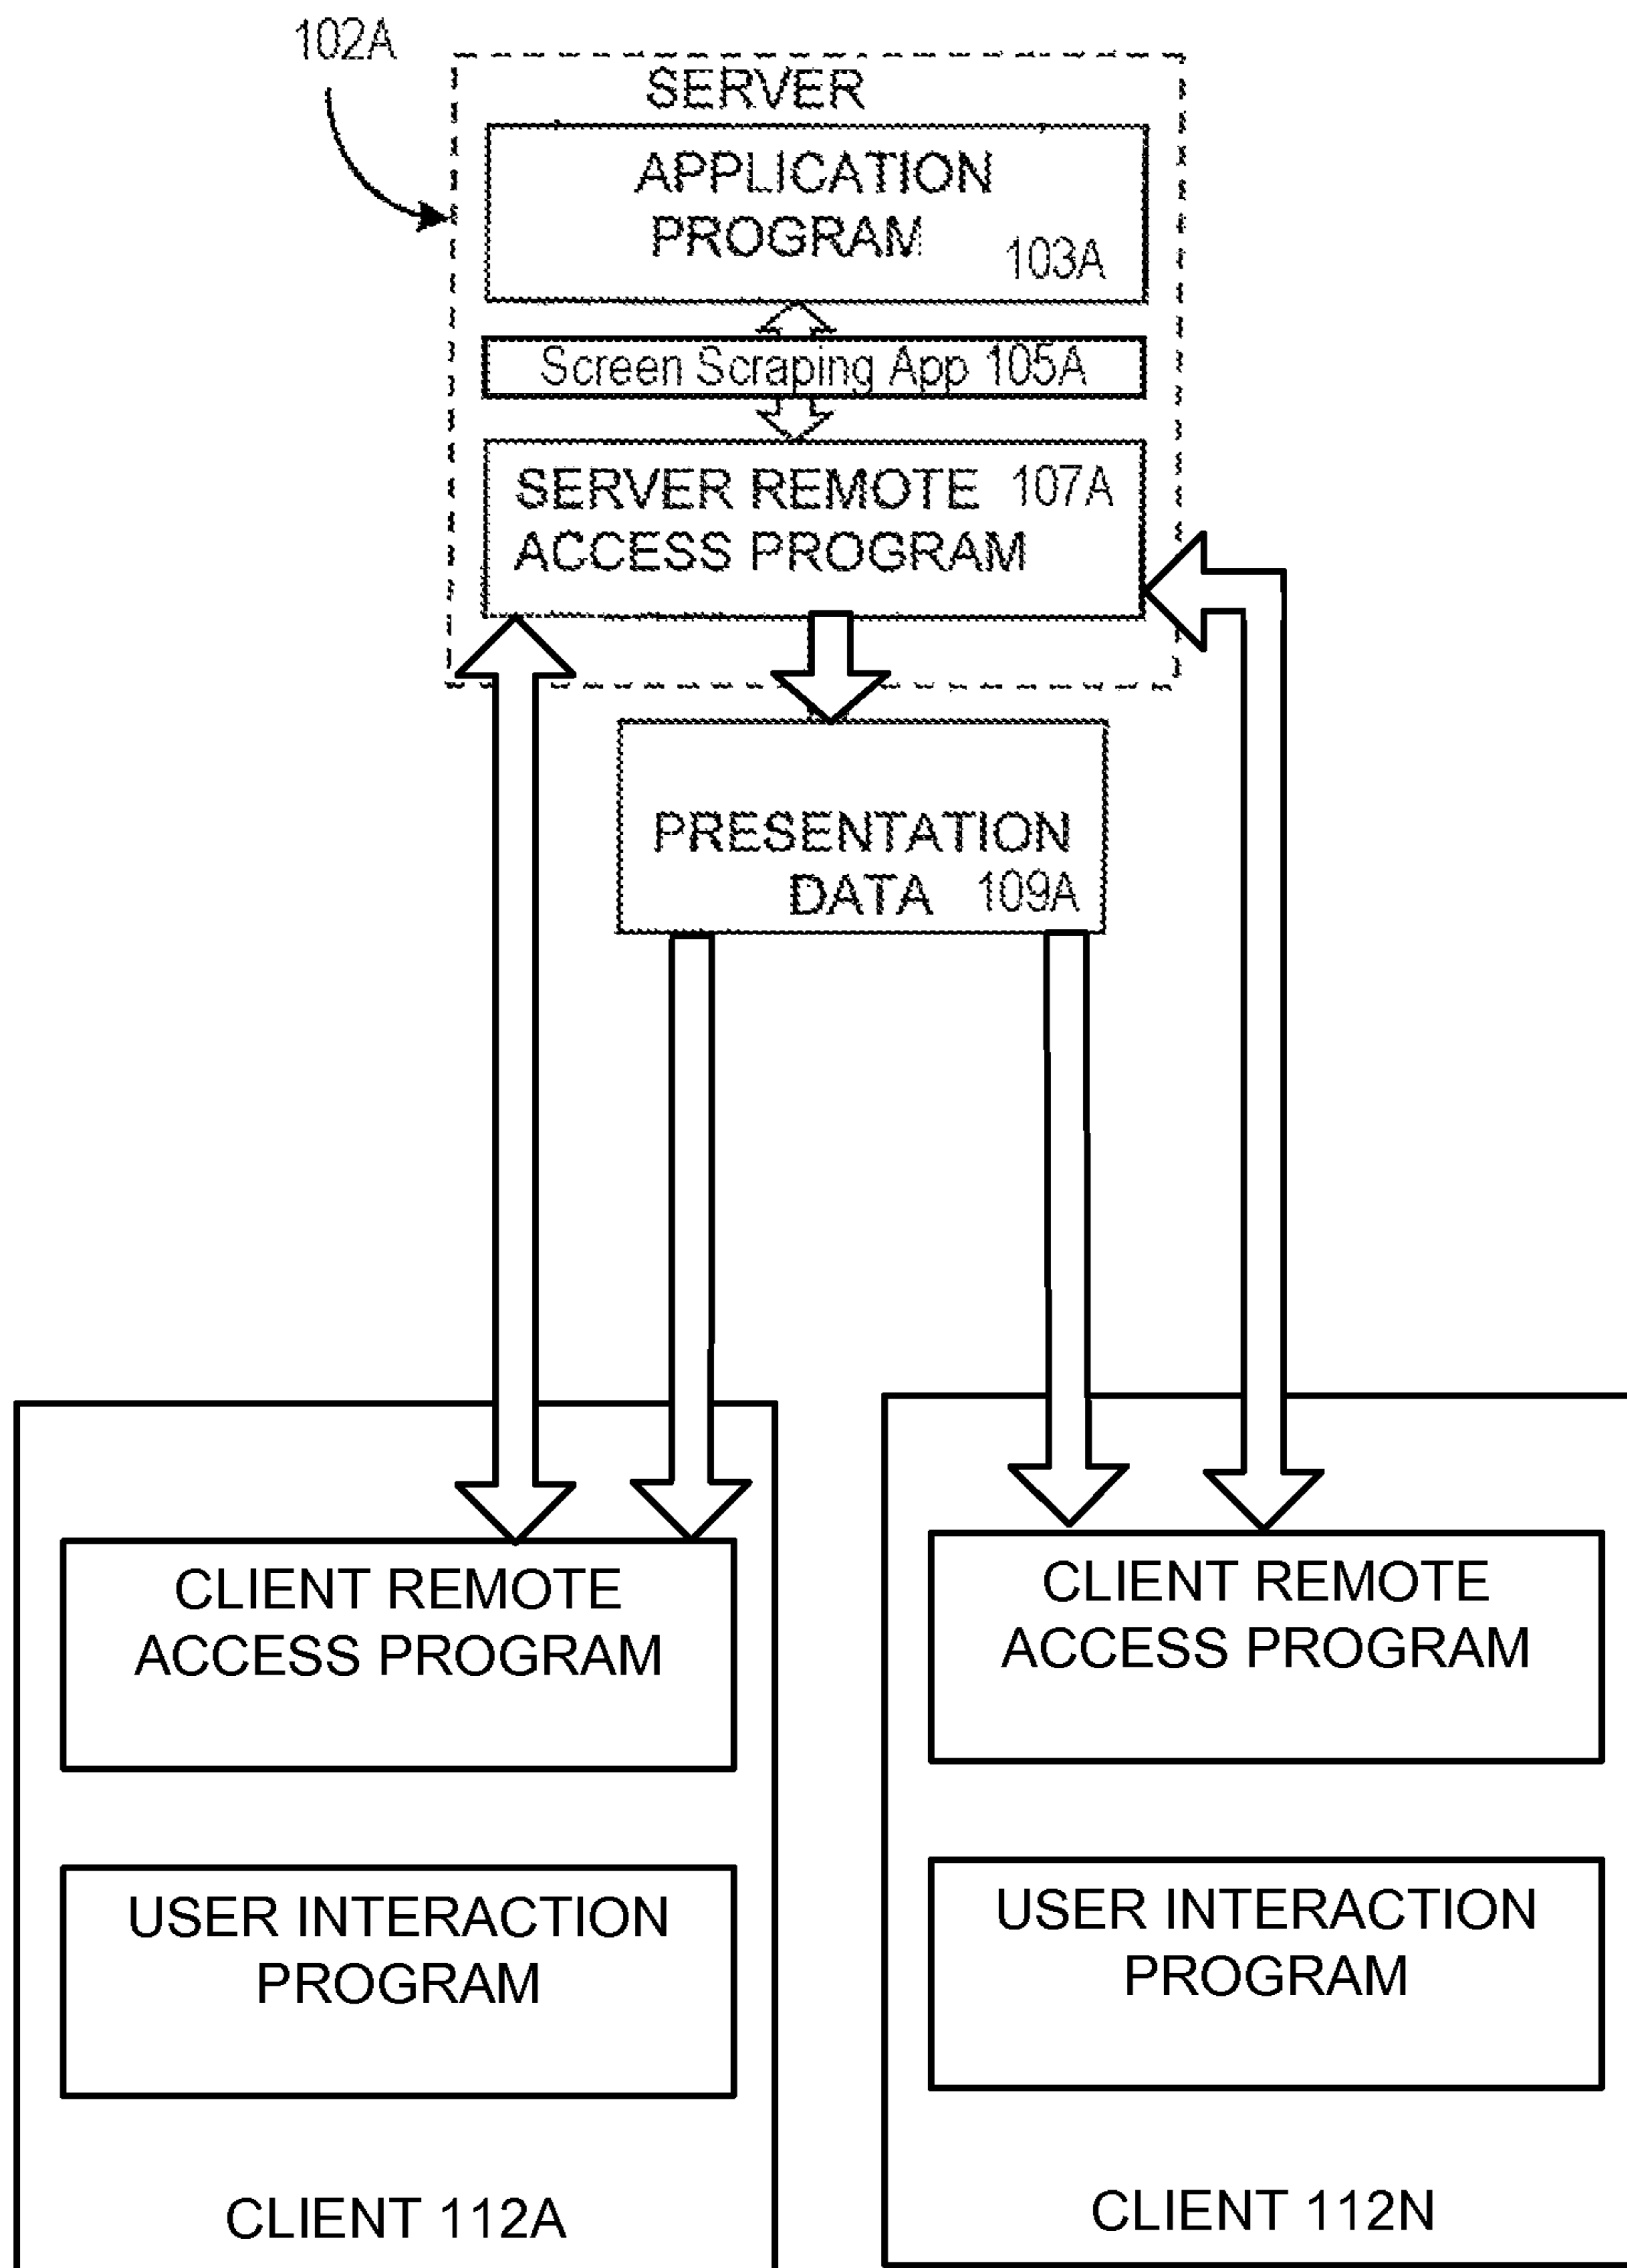 102A
SERVER
APPLICATION
PROGRAM
103A
Screen Scraping App 105A
SERVER REMOTE 107A
ACCESS PROGRAM
PRESENTATION
DATA 109A
CLIENT REMOTE
ACCESS PROGRAM
USER INTERACTION
PROGRAM
CLIENT 112A
CLIENT REMOTE
ACCESS PROGRAM
USER INTERACTION
PROGRAM
CLIENT 112N